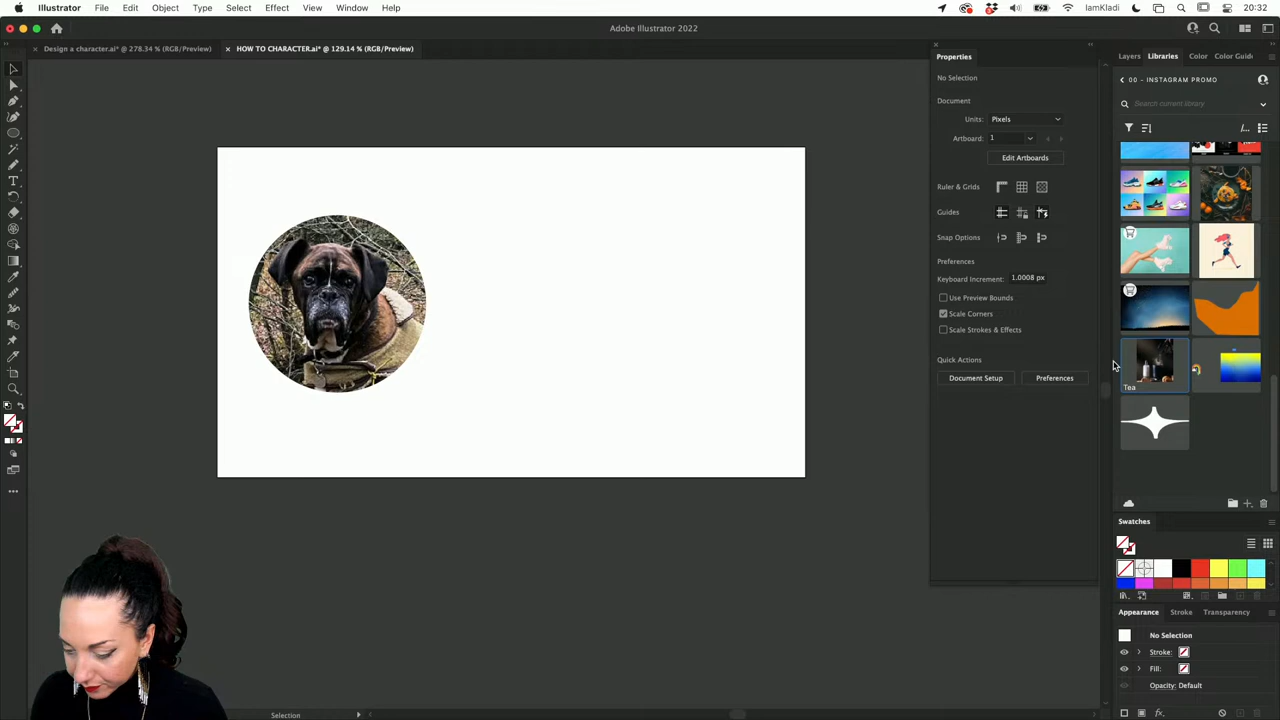 Illustrator File Edit Object Type Select Effect View Window Help
IamKladi 20:32
Adobe Illustrator 2022
Design a character.ai* @ 278.34 % (RGB/Preview)
HOW TO CHARACTER.ai* @ 129.14 % (RGB/Preview)
Properties
No Selection
Document
Units: Pixels
Artboard: 1
Edit Artboards
Ruler & Grids
Guides
Snap Options
Preferences
Keyboard Increment: 1.0008 px
Use Preview Bounds
Scale Corners
Scale Strokes & Effects
Quick Actions
Document Setup Preferences
Layers Libraries Color Color Guide
00 - INSTAGRAM PROMO
Search current library
Tea
Swatches
Appearance Stroke Transparency
No Selection
Stroke:
Fill:
Opacity: Default
Selection